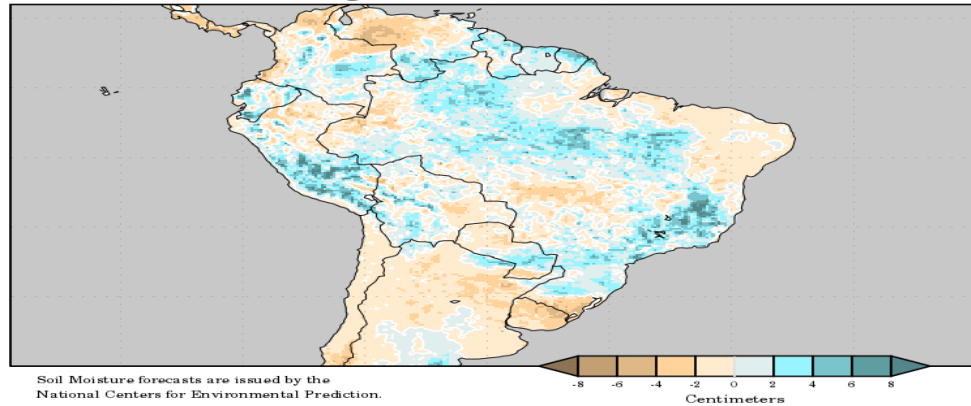 Soil Moisture forecasts are issued by the
National Centers for Environmental Prediction.
-8 -6 -4 -2 0 2 4 6 8
Centimeters